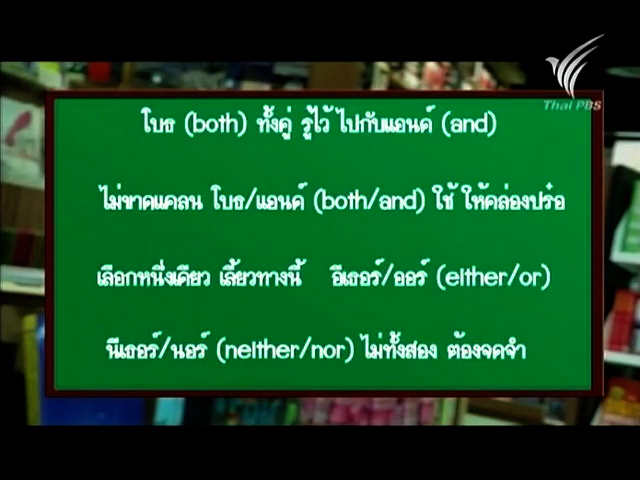 Thai PBS
โบธ (both) ทั้งคู่ รูไว้ ไปกับแอนด์ (and)
ไม่ขาดแคลน โบธ/แอนด์ (both/and) ใช้ ให้คล่องปร๋อ
เลือกหนึ่งเดียว เลี้ยวทางนี้ อีเธอร์/ออร์ (either/or)
นีเธอร์/นอร์ (neither/nor) ไม่ทั้งสอง ต้องจดจำ